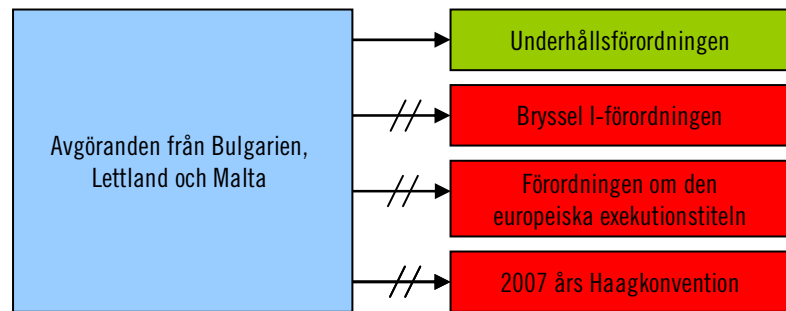 Underhållsförordningen
Bryssel I-förordningen
Avgöranden från Bulgarien,
Lettland och Malta
Förordningen om den
europeiska exekutionstiteln
2007 års Haagkonvention